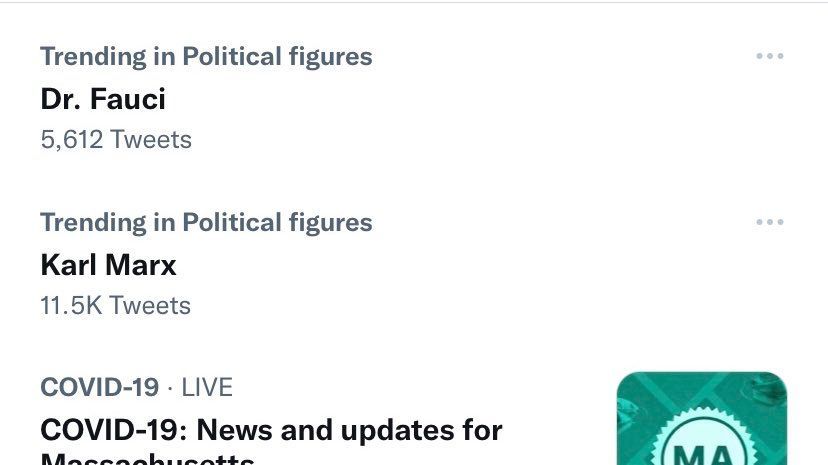 Trending in Political figures
Dr. Fauci
5,612 Tweets
Trending in Political figures
Karl Marx
11.5K Tweets
COVID-19 · LIVE
COVID-19: News and updates for
Massachusetts
MA